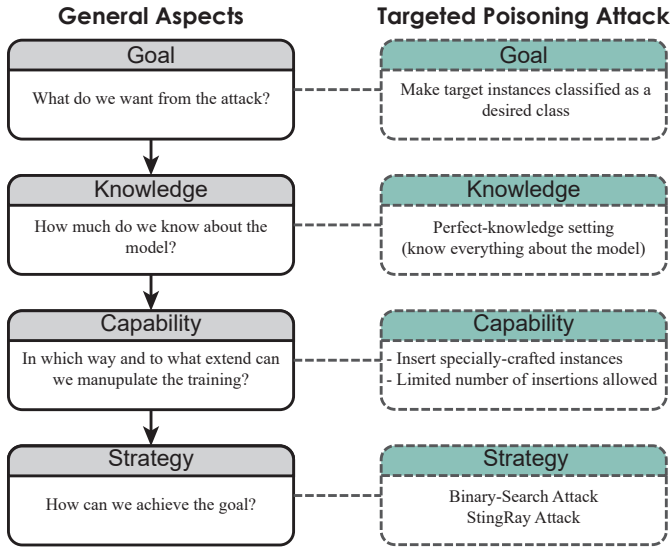 General Aspects
Targeted Poisoning Attack
Goal
What do we want from the attack?
Goal
Make target instances classified as a
desired class
Knowledge
How much do we know about the
model?
Knowledge
Perfect-knowledge setting
(know everything about the model)
Capability
In which way and to what extend can
we manupulate the training?
Capability
- Insert specially-crafted instances
- Limited number of insertions allowed
Strategy
How can we achieve the goal?
Strategy
Binary-Search Attack
StingRay Attack